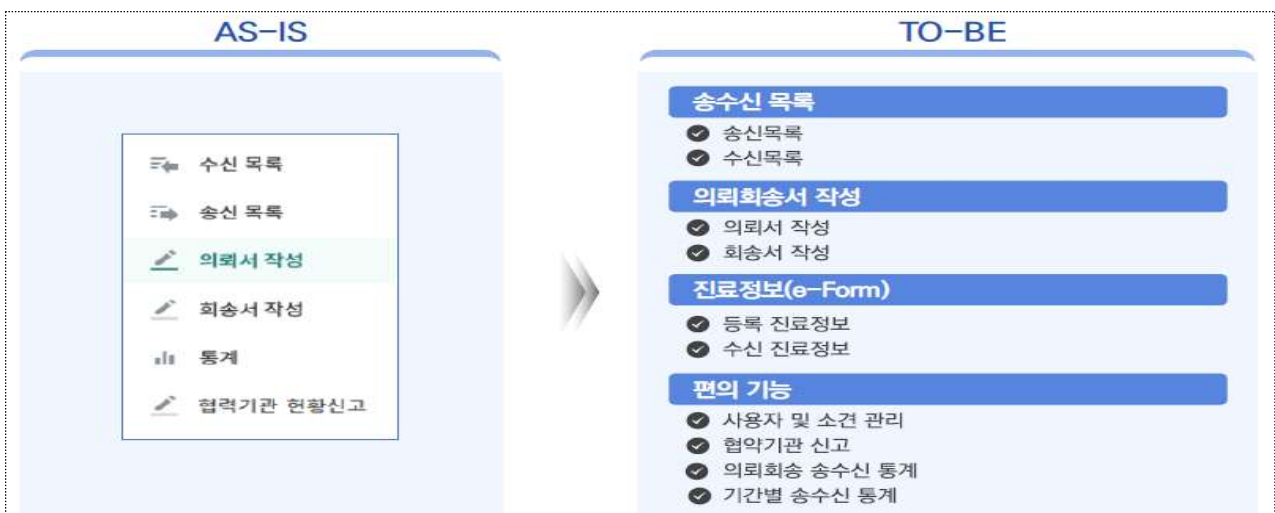 AS-IS
수신 목록
송신 목록
의뢰서 작성
회송서 작성
통계
협력기관 현황신고
TO-BE
송수신 목록
송신목록
수신목록
의뢰회송서 작성
의뢰서 작성
회송서 작성
진료정보(e-Form)
등록 진료정보
수신 진료정보
편의 기능
사용자 및 소견 관리
협약기관 신고
의뢰회송 송수신 통계
기간별 송수신 통계